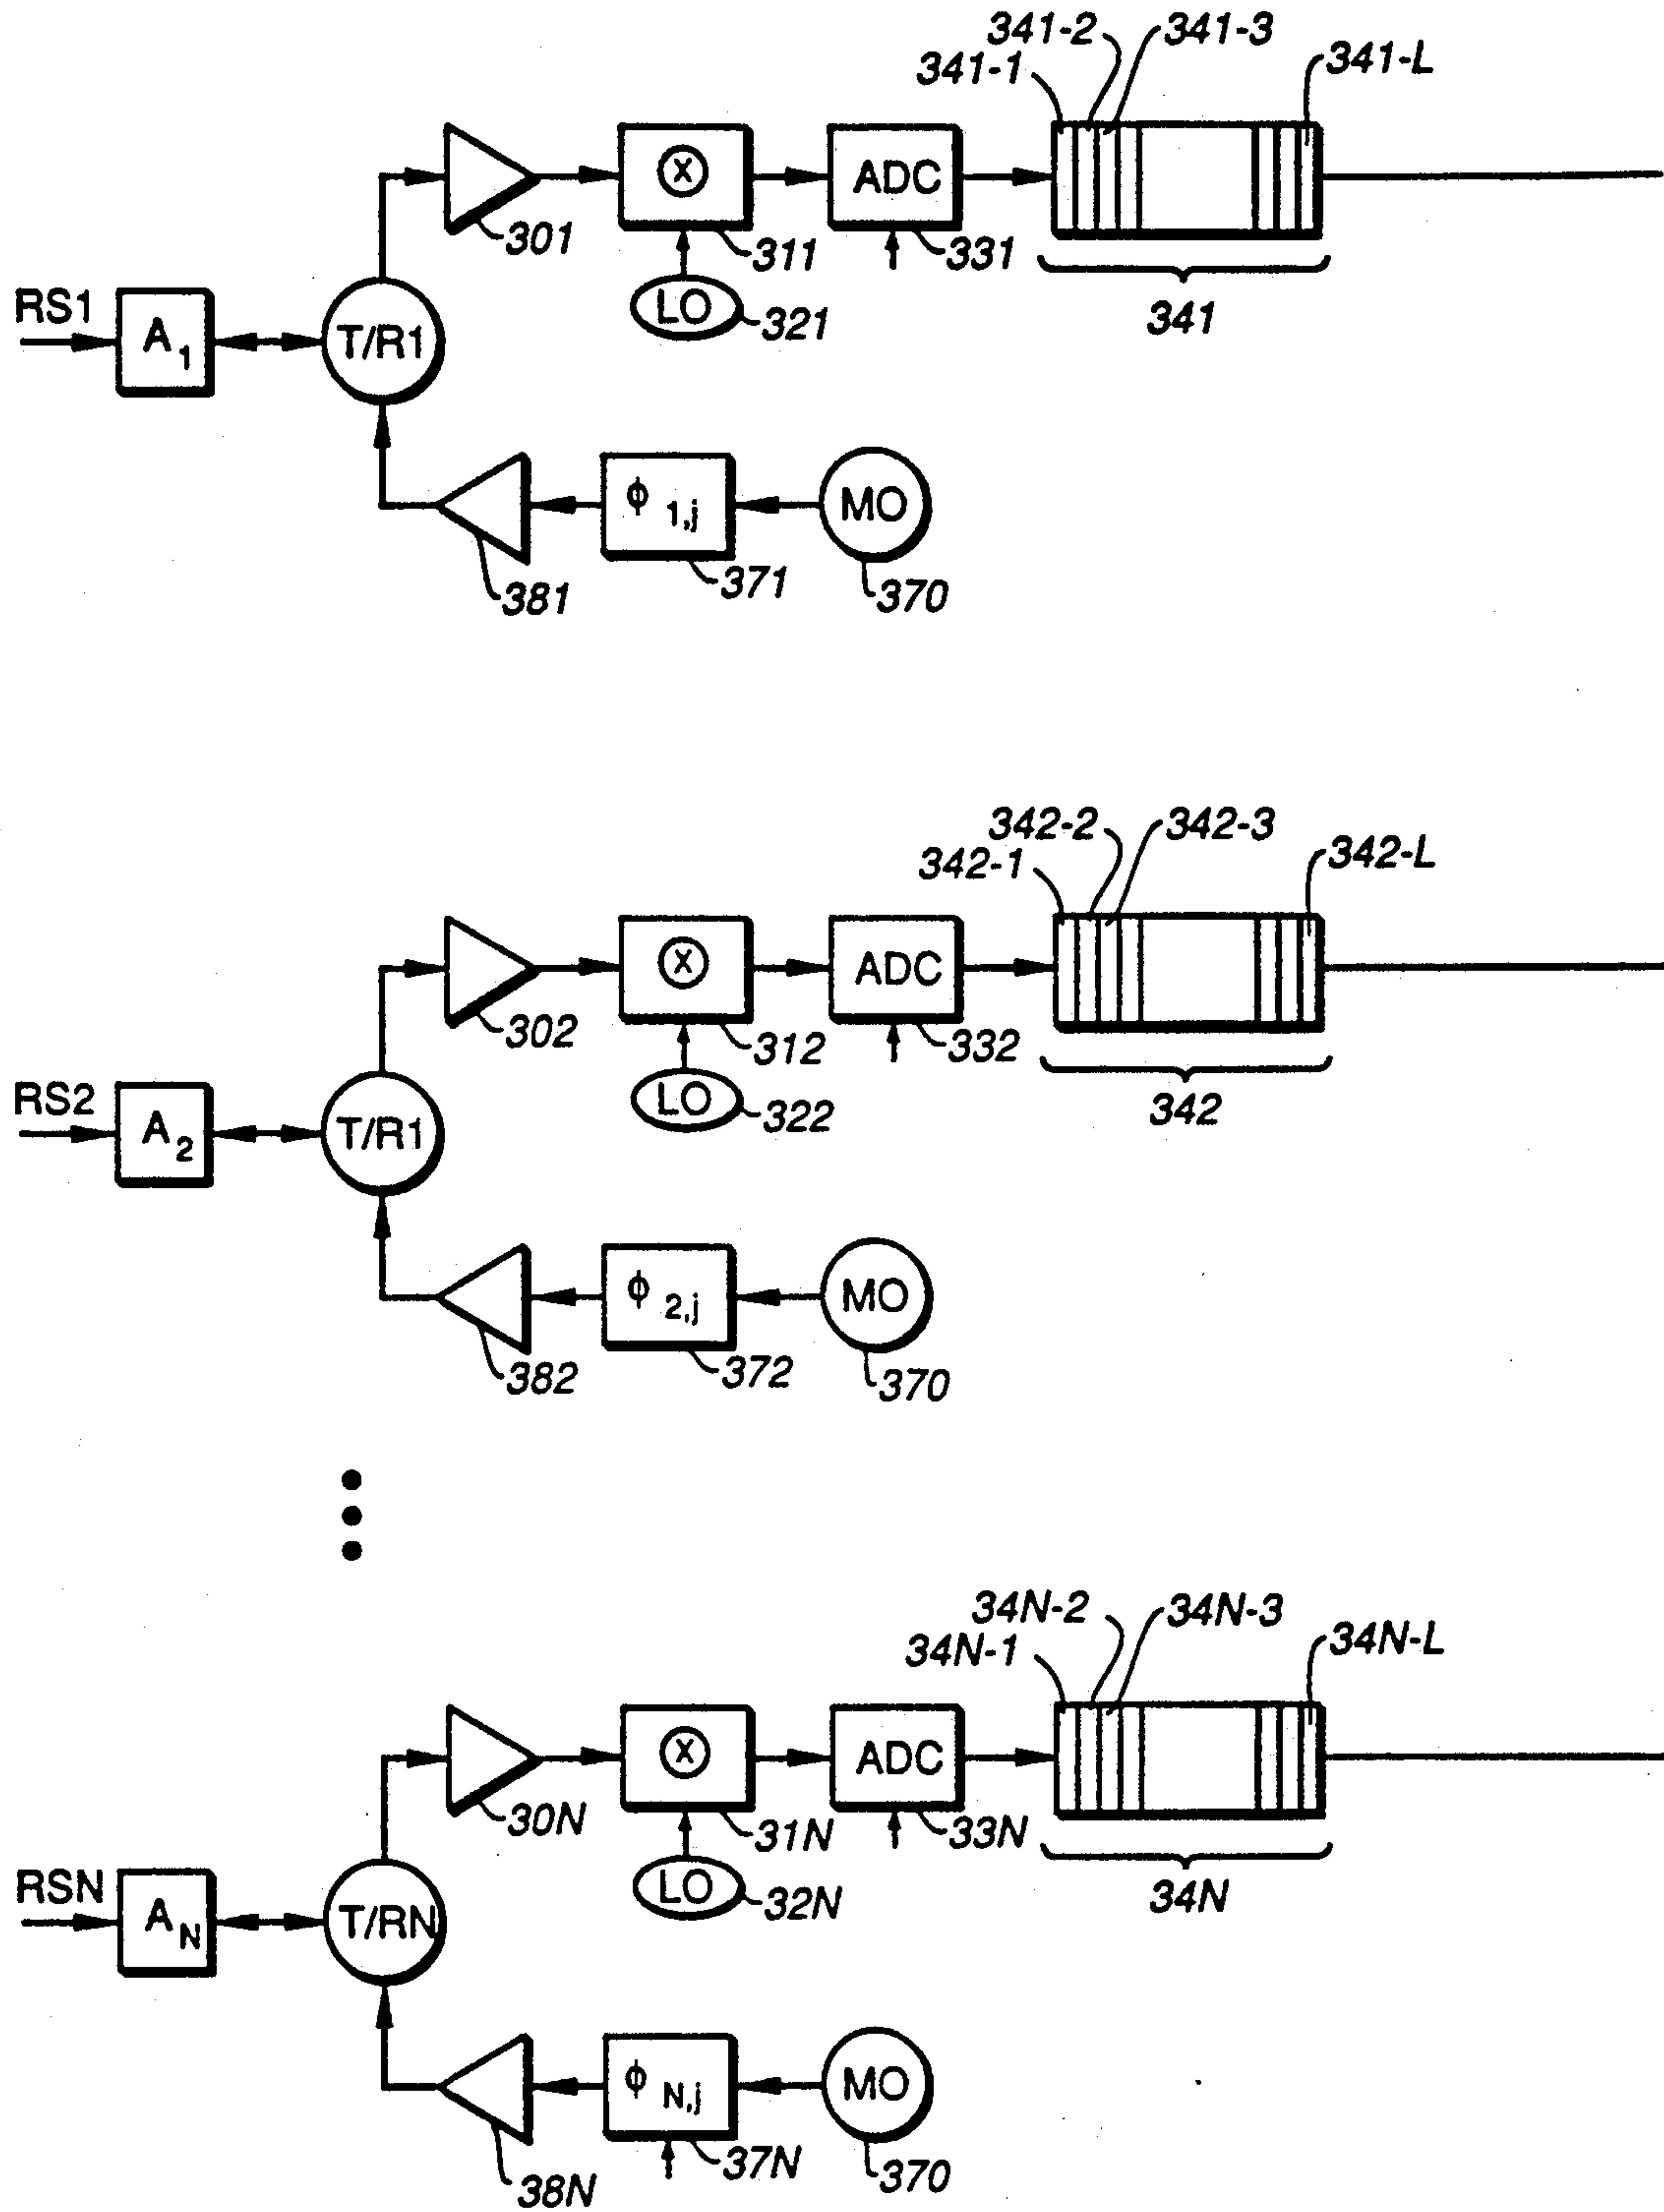 341-2 341-3
341-1 341-L
X ADC
301 311 331
RS1 LO 321 341
A1 T/R1
ϕ 1,j MO
381 371 370
342-2 342-3
342-1 342-L
X ADC
302 312 332
RS2 LO 322 342
A2 T/R1
ϕ 2,j MO
382 372 370
34N-2 34N-3
34N-1 34N-L
X ADC
30N 31N 33N
RSN LO 32N 34N
AN T/RN
ϕ N,j MO
38N 37N 370